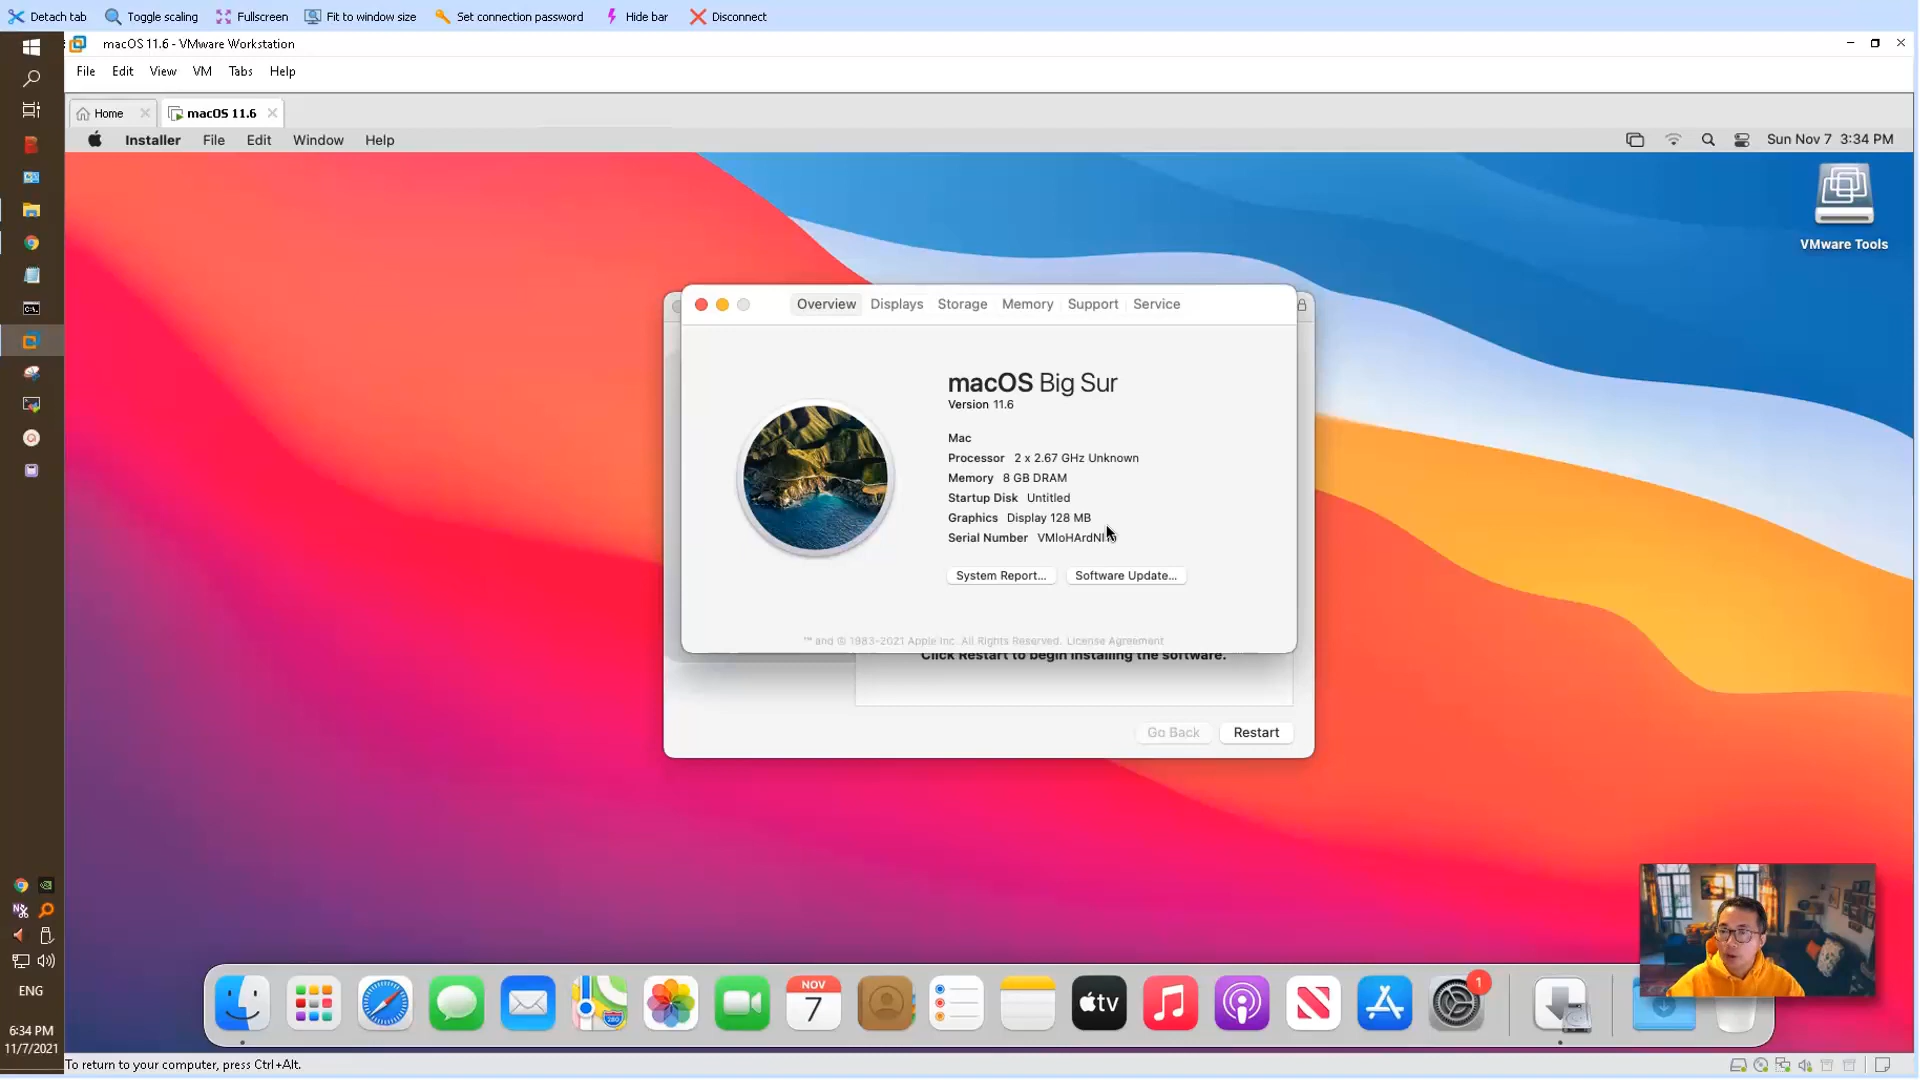 Detach tab Toggle scaling Fullscreen Fit to window size Set connection password Hide bar Disconnect
macOS 11.6 - VMware Workstation
File Edit View VM Tabs Help
Home macOS 11.6
Installer File Edit Window Help Sun Nov 7 3:34 PM
VMware Tools
Overview Displays Storage Memory Support Service
macOS Big Sur
Version 11.6
Mac
Processor 2 x 2.67 GHz Unknown
Memory 8 GB DRAM
Startup Disk Untitled
Graphics Display 128 MB
Serial Number
System Report... Software Update...
™ and © 1983-2021 Apple Inc. All Rights Reserved. License Agreement
Click Restart to begin installing the software.
Go Back Restart
NOV
7
280
tv
1
ENG
6:34 PM
11/7/2021
To return to your computer, press Ctrl+Alt.